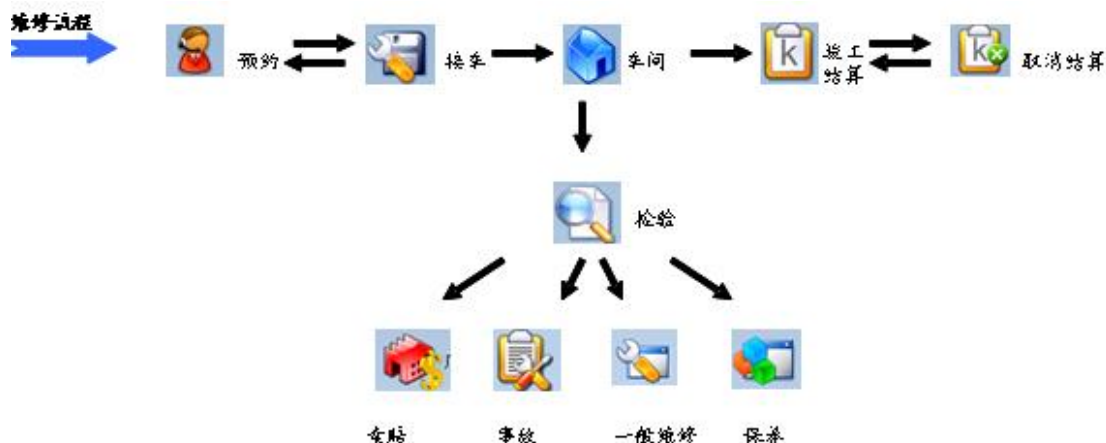 维修流程
预约
接车
车间
竣工
结算
取消结算
检验
索赔
事故
一般维修
保养